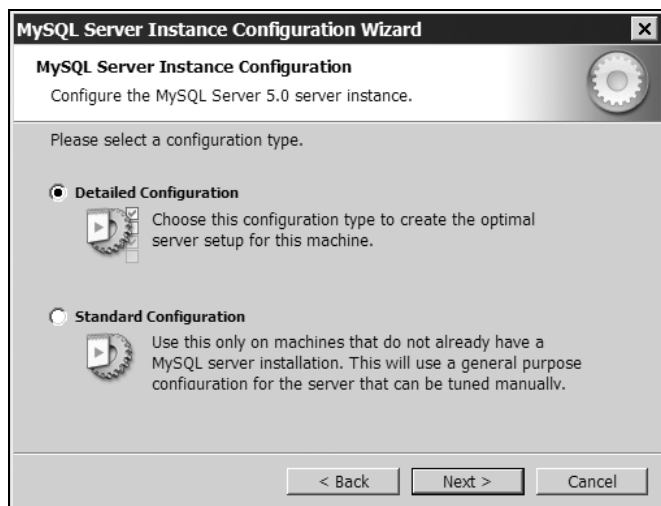 MySQL Server Instance Configuration Wizard
MySQL Server Instance Configuration
Configure the MySQL Server 5.0 server instance.
Please select a configuration type.
Detailed Configuration
Choose this configuration type to create the optimal
server setup for this machine.
Standard Configuration
Use this only on machines that do not already have a
MySQL server installation. This will use a general purpose
configuration for the server that can be tuned manually.
< Back
Next >
Cancel